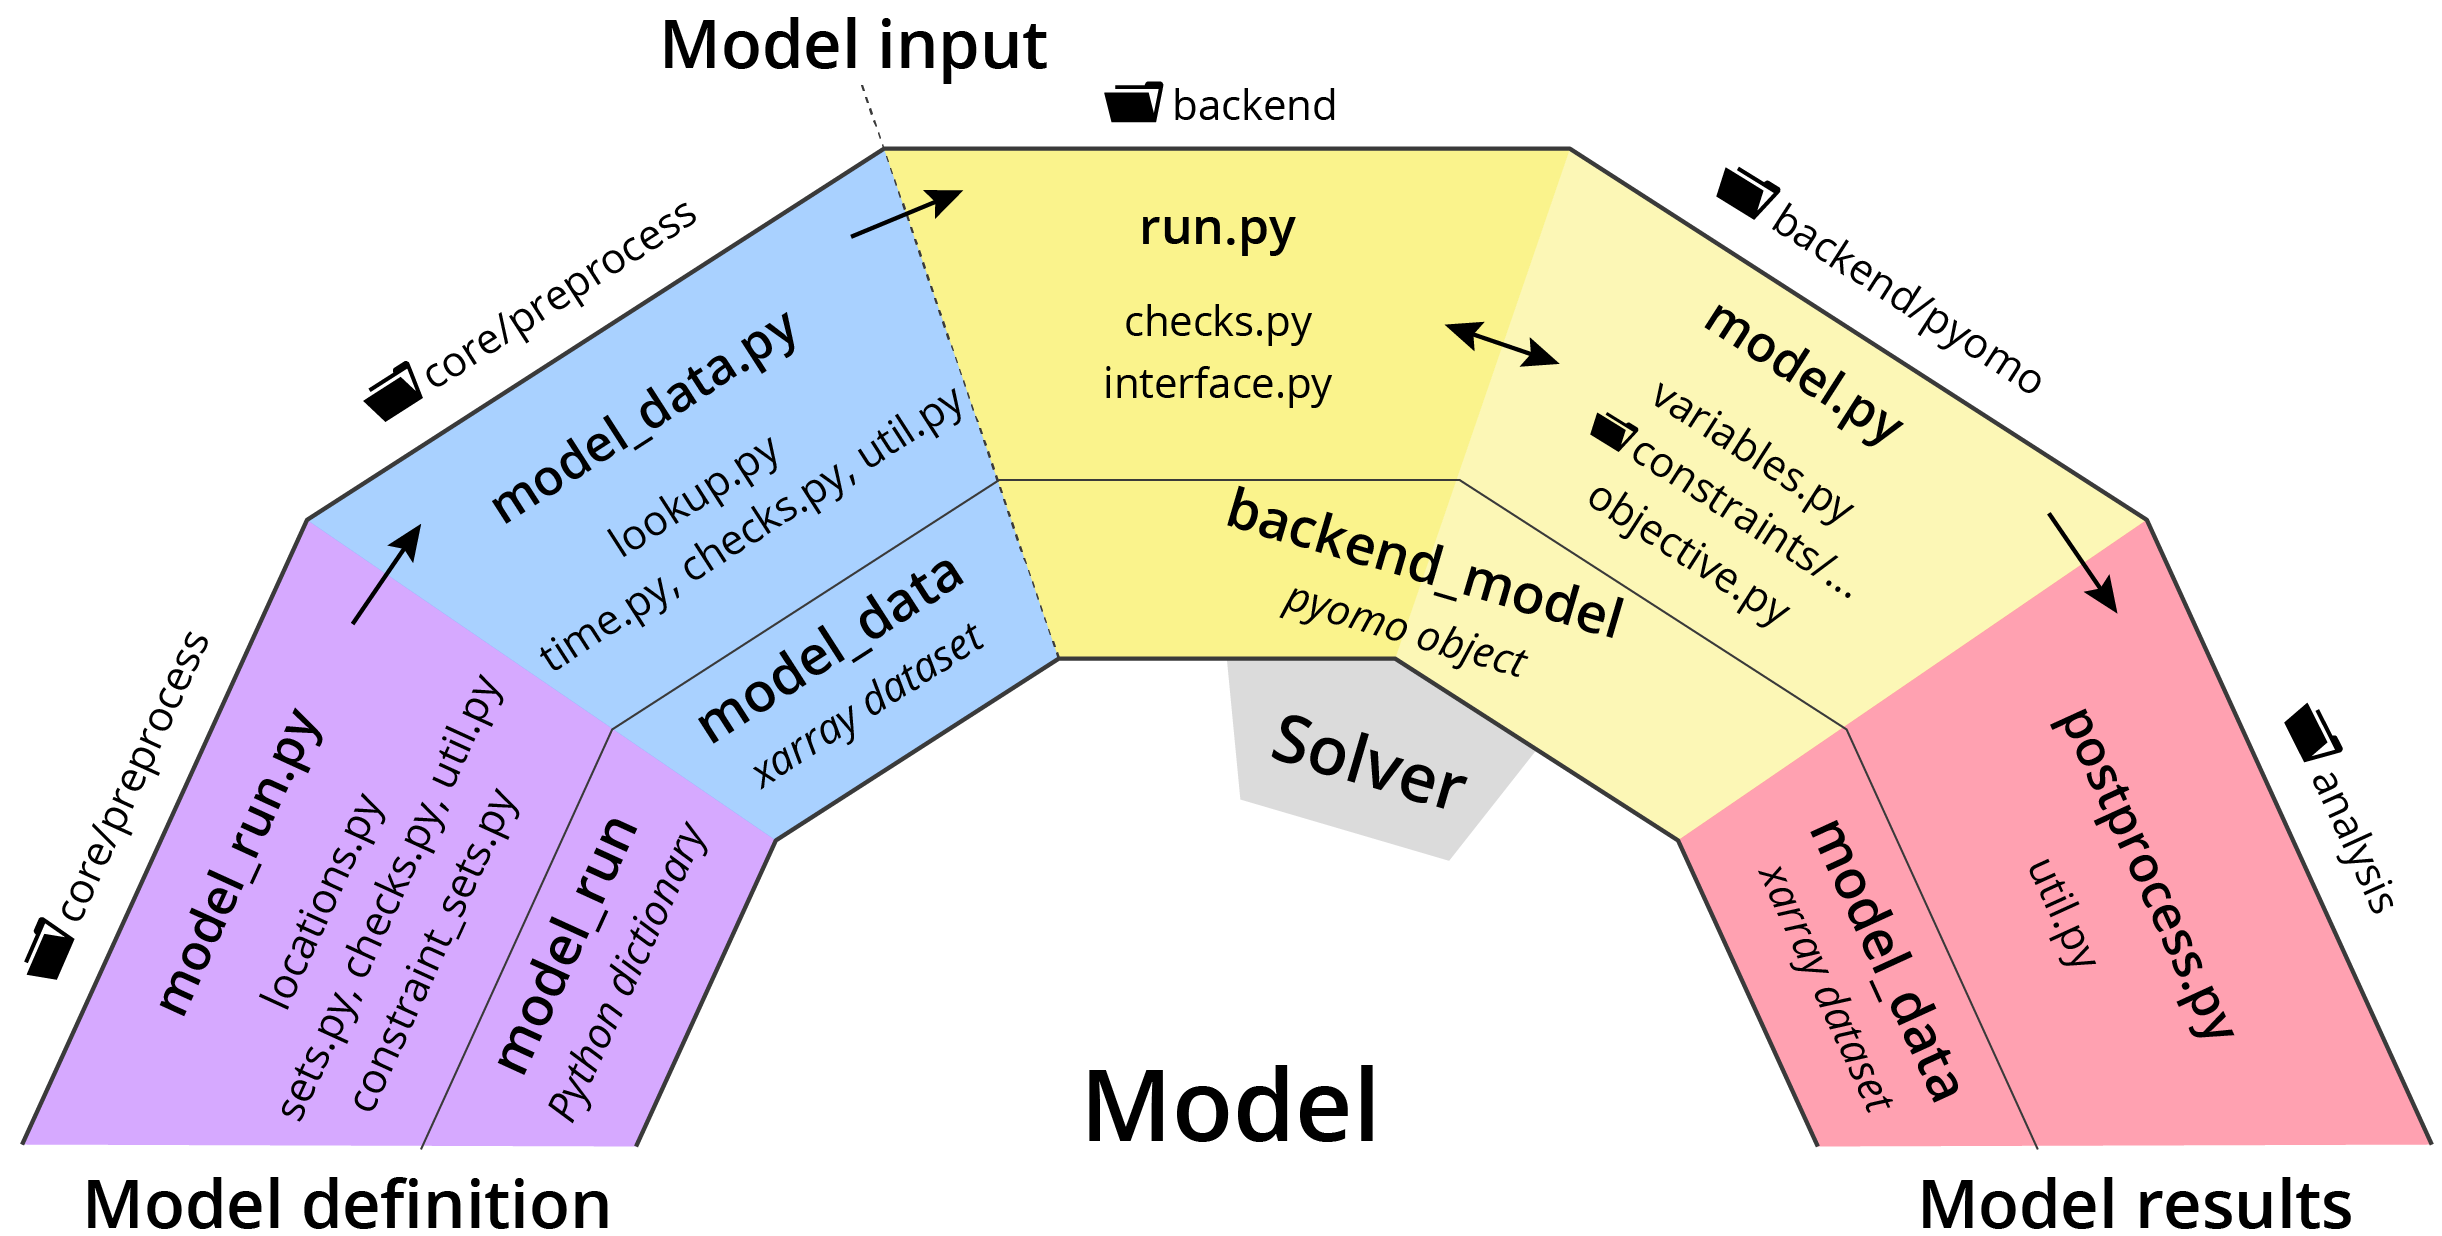 Model input
core/preprocess
model_run.py
locations.py
sets.py, checks.py, util.py
constraint_sets.py
model_run
Python dictionary
core/preprocess
model_data.py
lookup.py
time.py, checks.py, util.py
model_data
xarray dataset
backend
run.py
checks.py
interface.py
backend/pyomo
model.py
variables.py
constraints/...
objective.py
backend_model
pyomo object
Solver
analysis
postprocess.py
util.py
model_data
xarray dataset
Model
Model definition
Model results